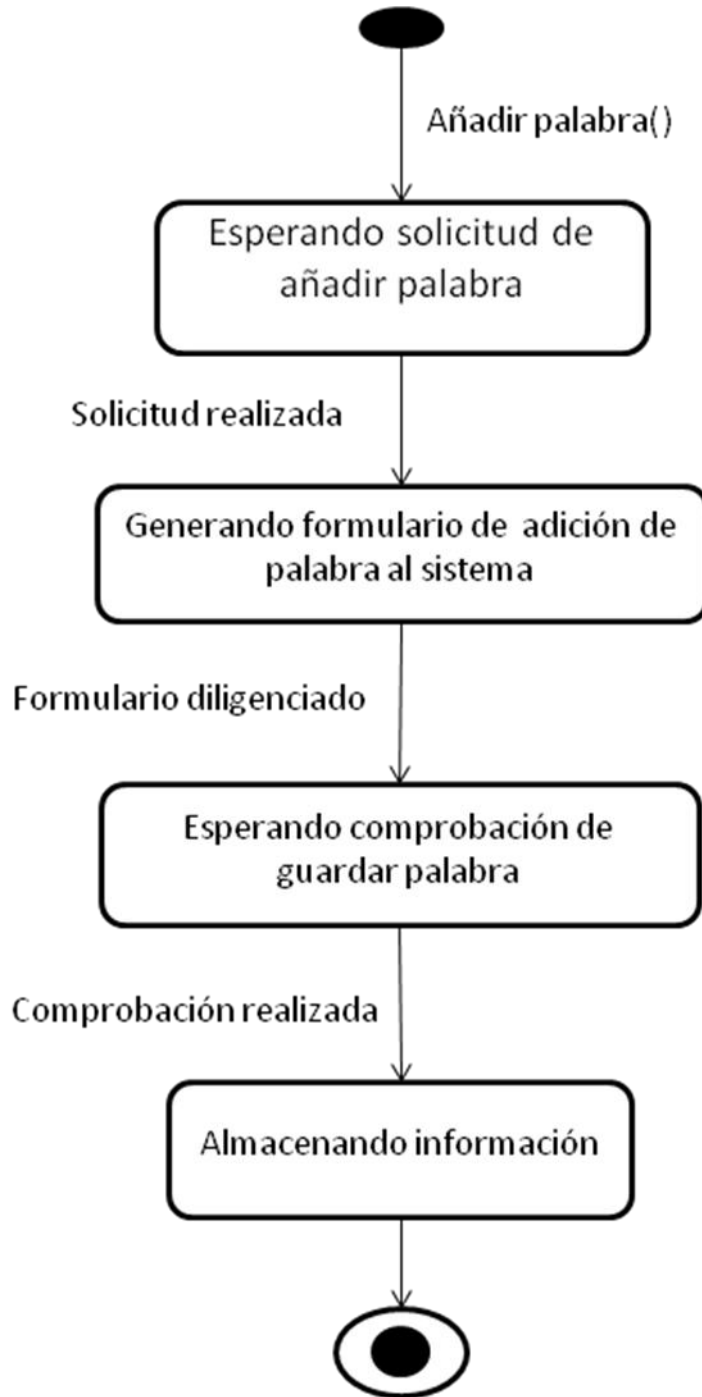 Añadir palabra()
Esperando solicitud de
añadir palabra
Solicitud realizada
Generando formulario de adición de
palabra al sistema
Formulario diligenciado
Esperando comprobación de
guardar palabra
Comprobación realizada
Almacenando información